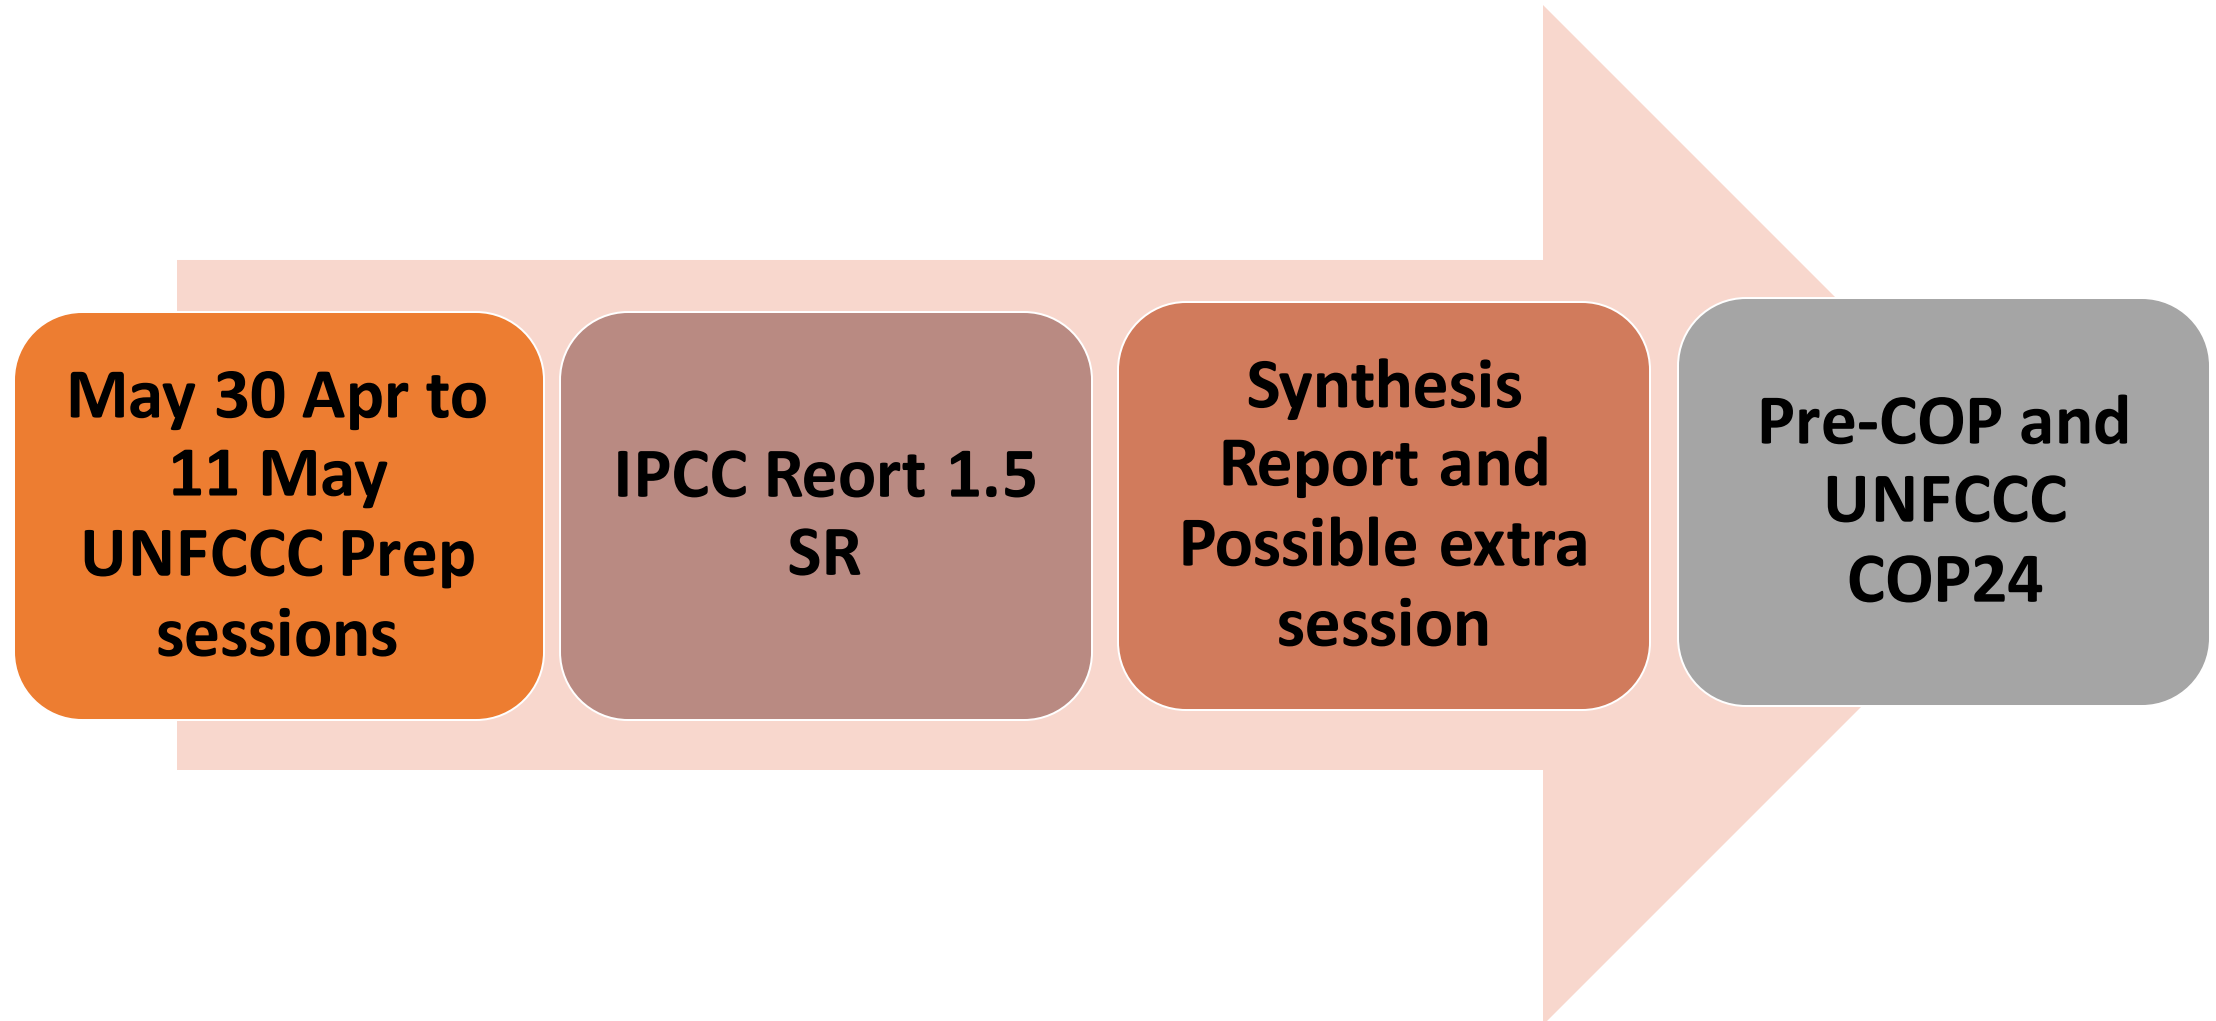 May 30 Apr to
11 May
UNFCCC Prep
sessions
IPCC Reort 1.5
SR
Synthesis
Report and
Possible extra
session
Pre-COP and
UNFCCC
COP24